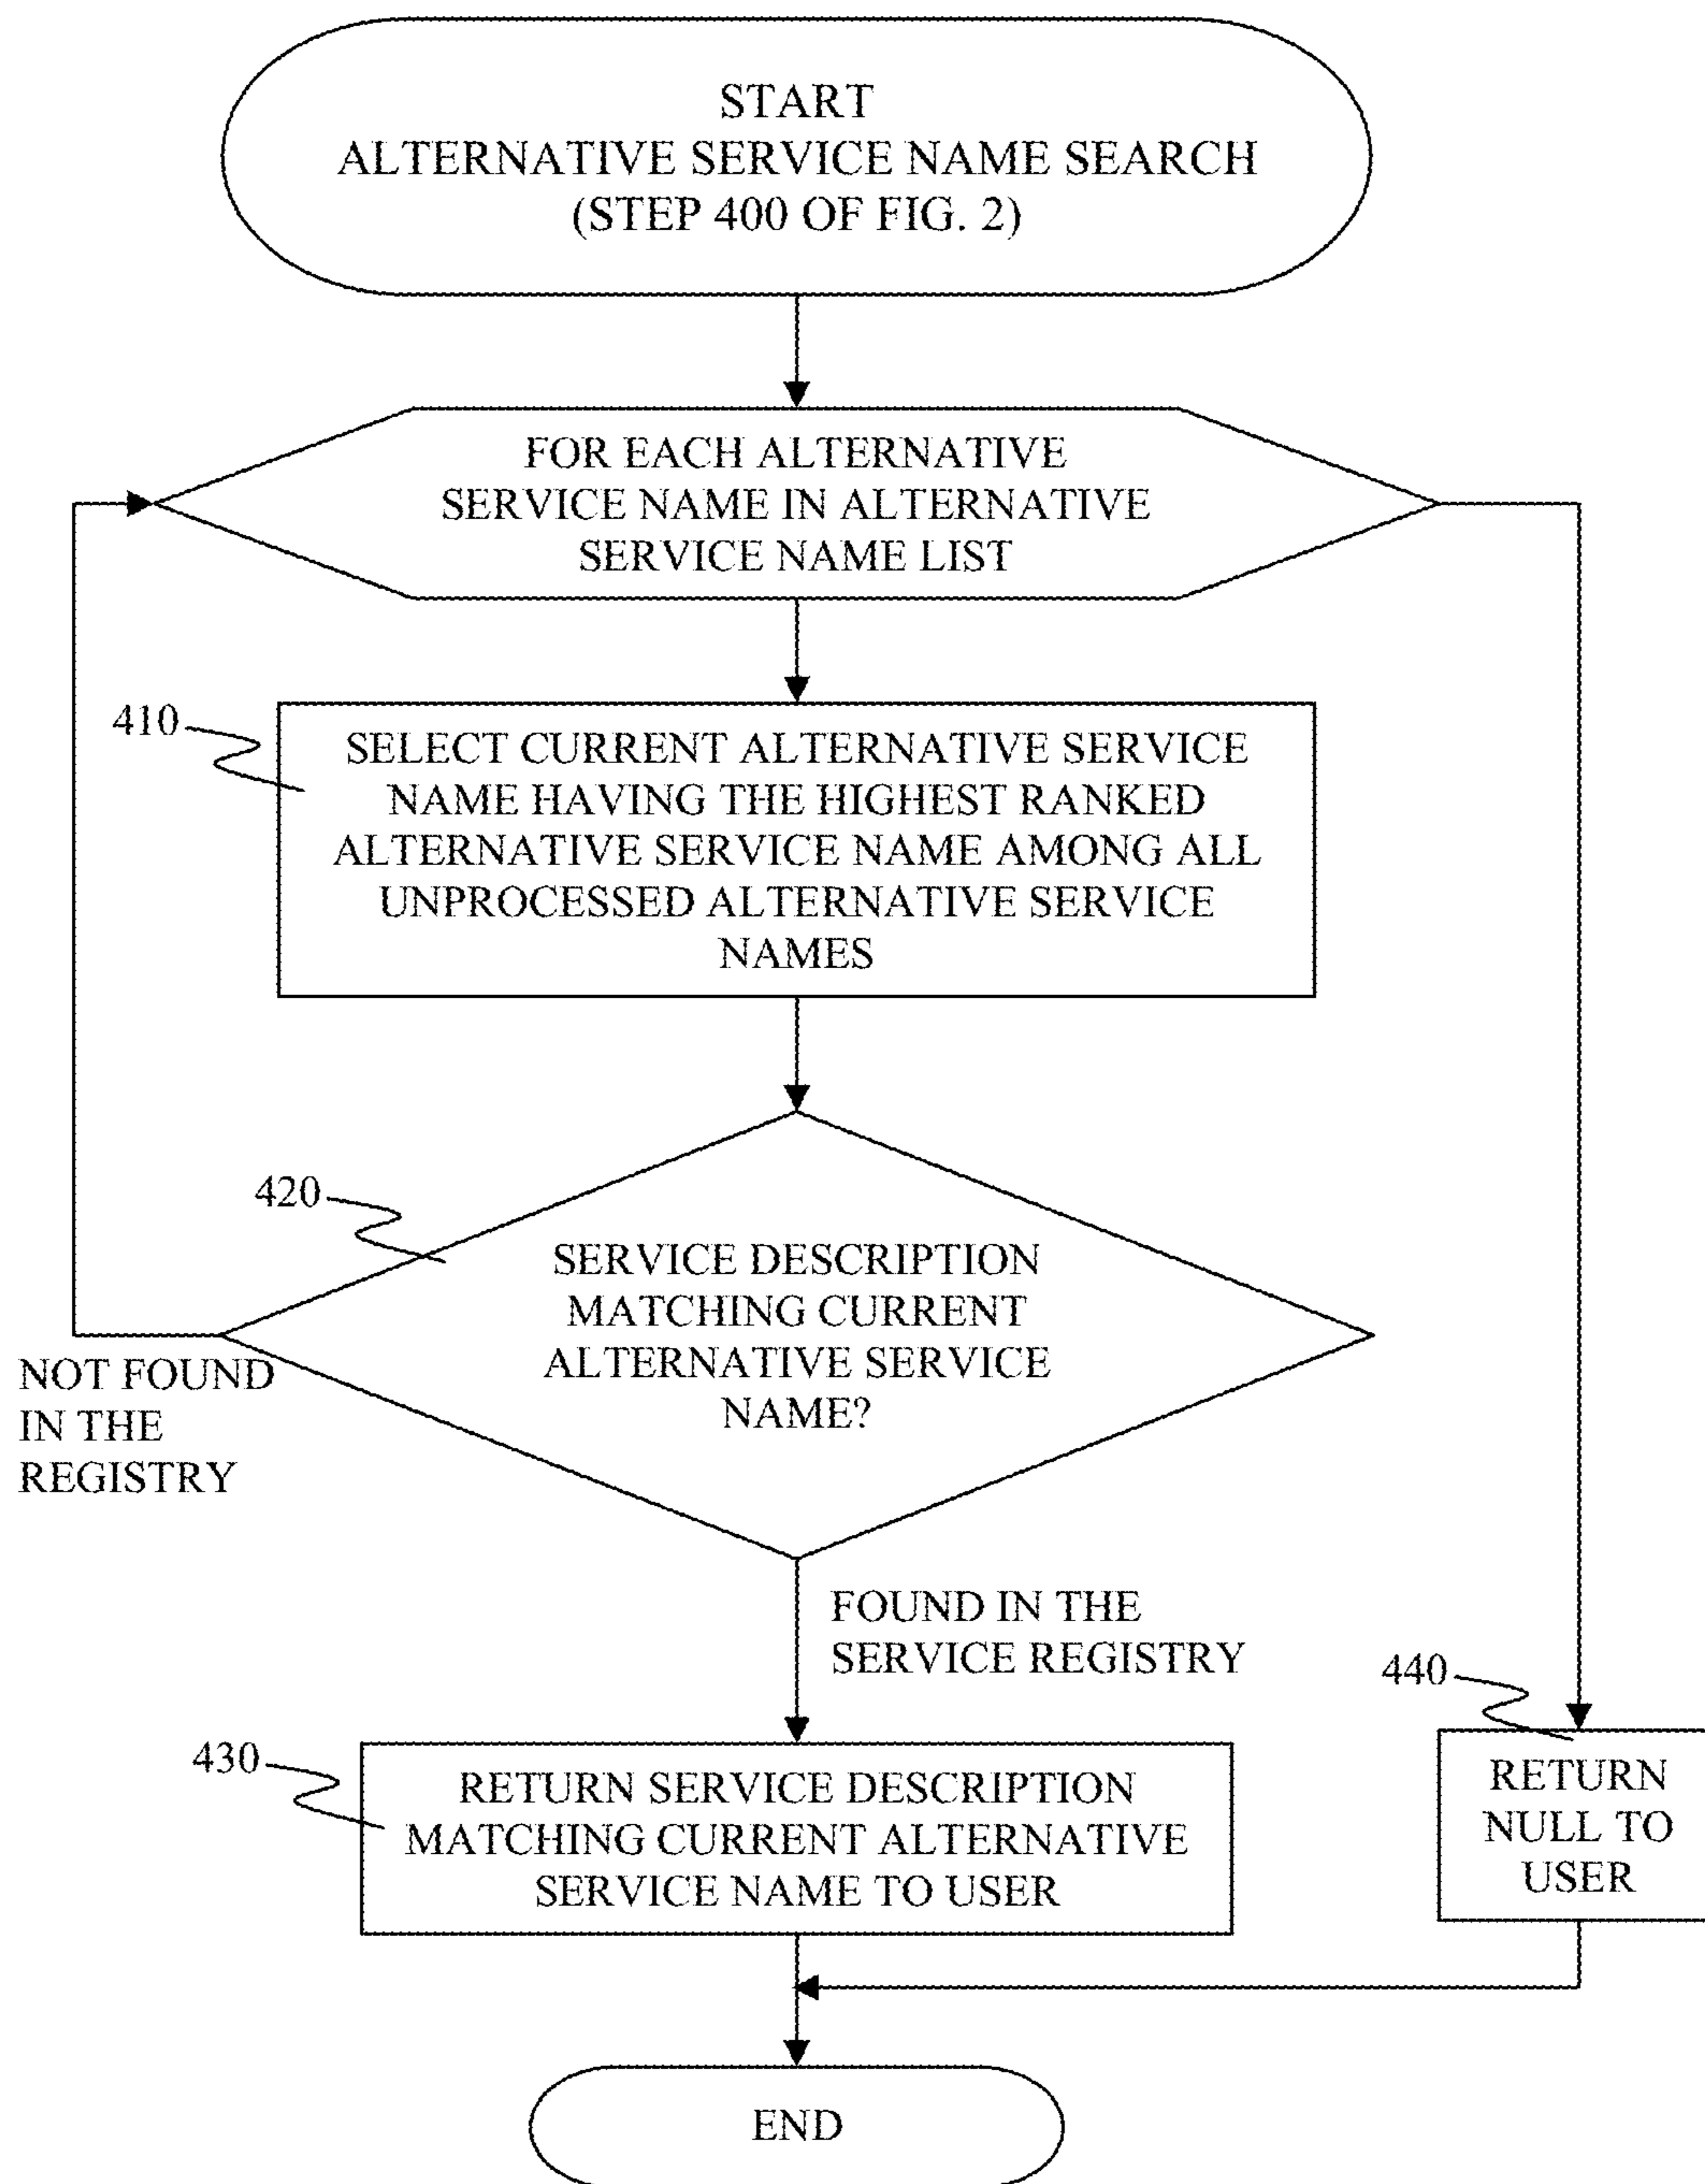 START
ALTERNATIVE SERVICE NAME SEARCH
(STEP 400 OF FIG. 2)
FOR EACH ALTERNATIVE
SERVICE NAME IN ALTERNATIVE
SERVICE NAME LIST
410
SELECT CURRENT ALTERNATIVE SERVICE
NAME HAVING THE HIGHEST RANKED
ALTERNATIVE SERVICE NAME AMONG ALL
UNPROCESSED ALTERNATIVE SERVICE
NAMES
420
SERVICE DESCRIPTION
MATCHING CURRENT
ALTERNATIVE SERVICE
NAME?
NOT FOUND
IN THE
REGISTRY
FOUND IN THE
SERVICE REGISTRY
430
RETURN SERVICE DESCRIPTION
MATCHING CURRENT ALTERNATIVE
SERVICE NAME TO USER
440
RETURN
NULL TO
USER
END